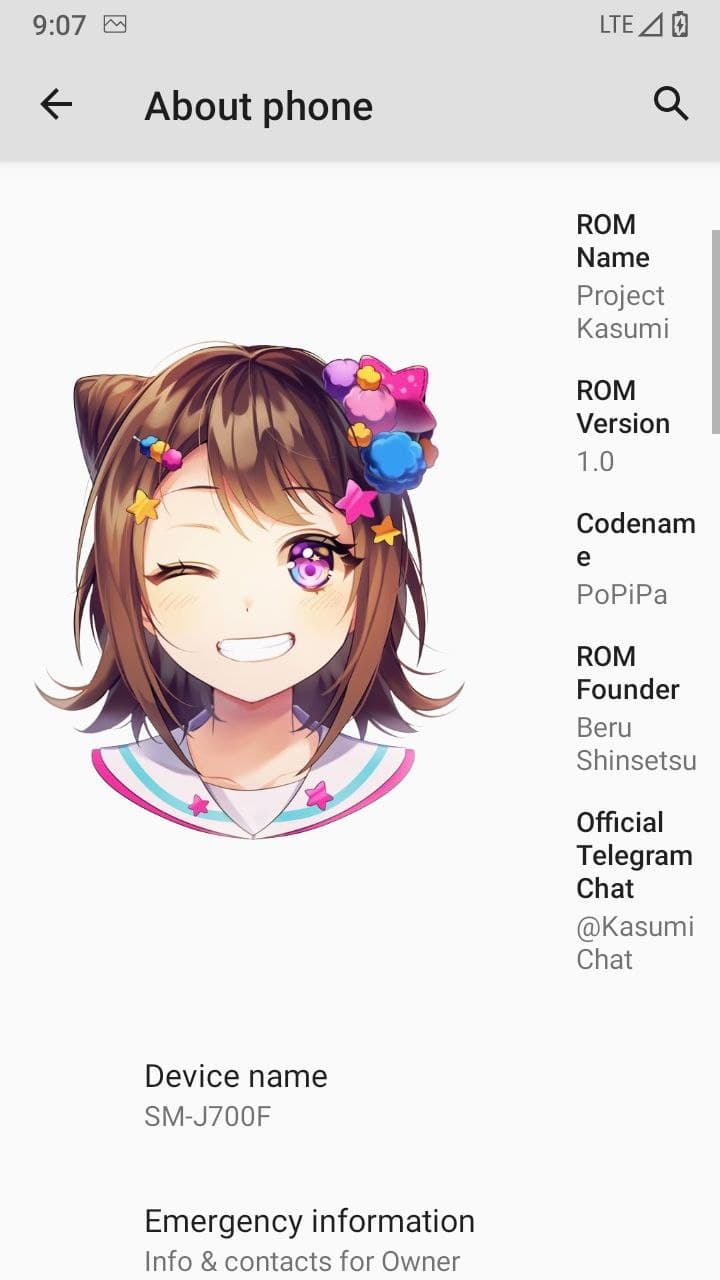 9:07
LTE
About phone
ROM
Name
Project
Kasumi
ROM
Version
1.0
Codenam
e
PoPiPa
ROM
Founder
Beru
Shinsetsu
Official
Telegram
Chat
@Kasumi
Chat
Device name
SM-J700F
Emergency information
Info & contacts for Owner